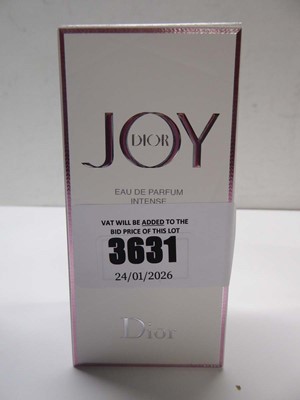 JOY
DIOR
EAU DE PARFUM
INTENSE
VAT WILL BE ADDED TO THE
BID PRICE OF THIS LOT
3631
24/01/2026
Dior